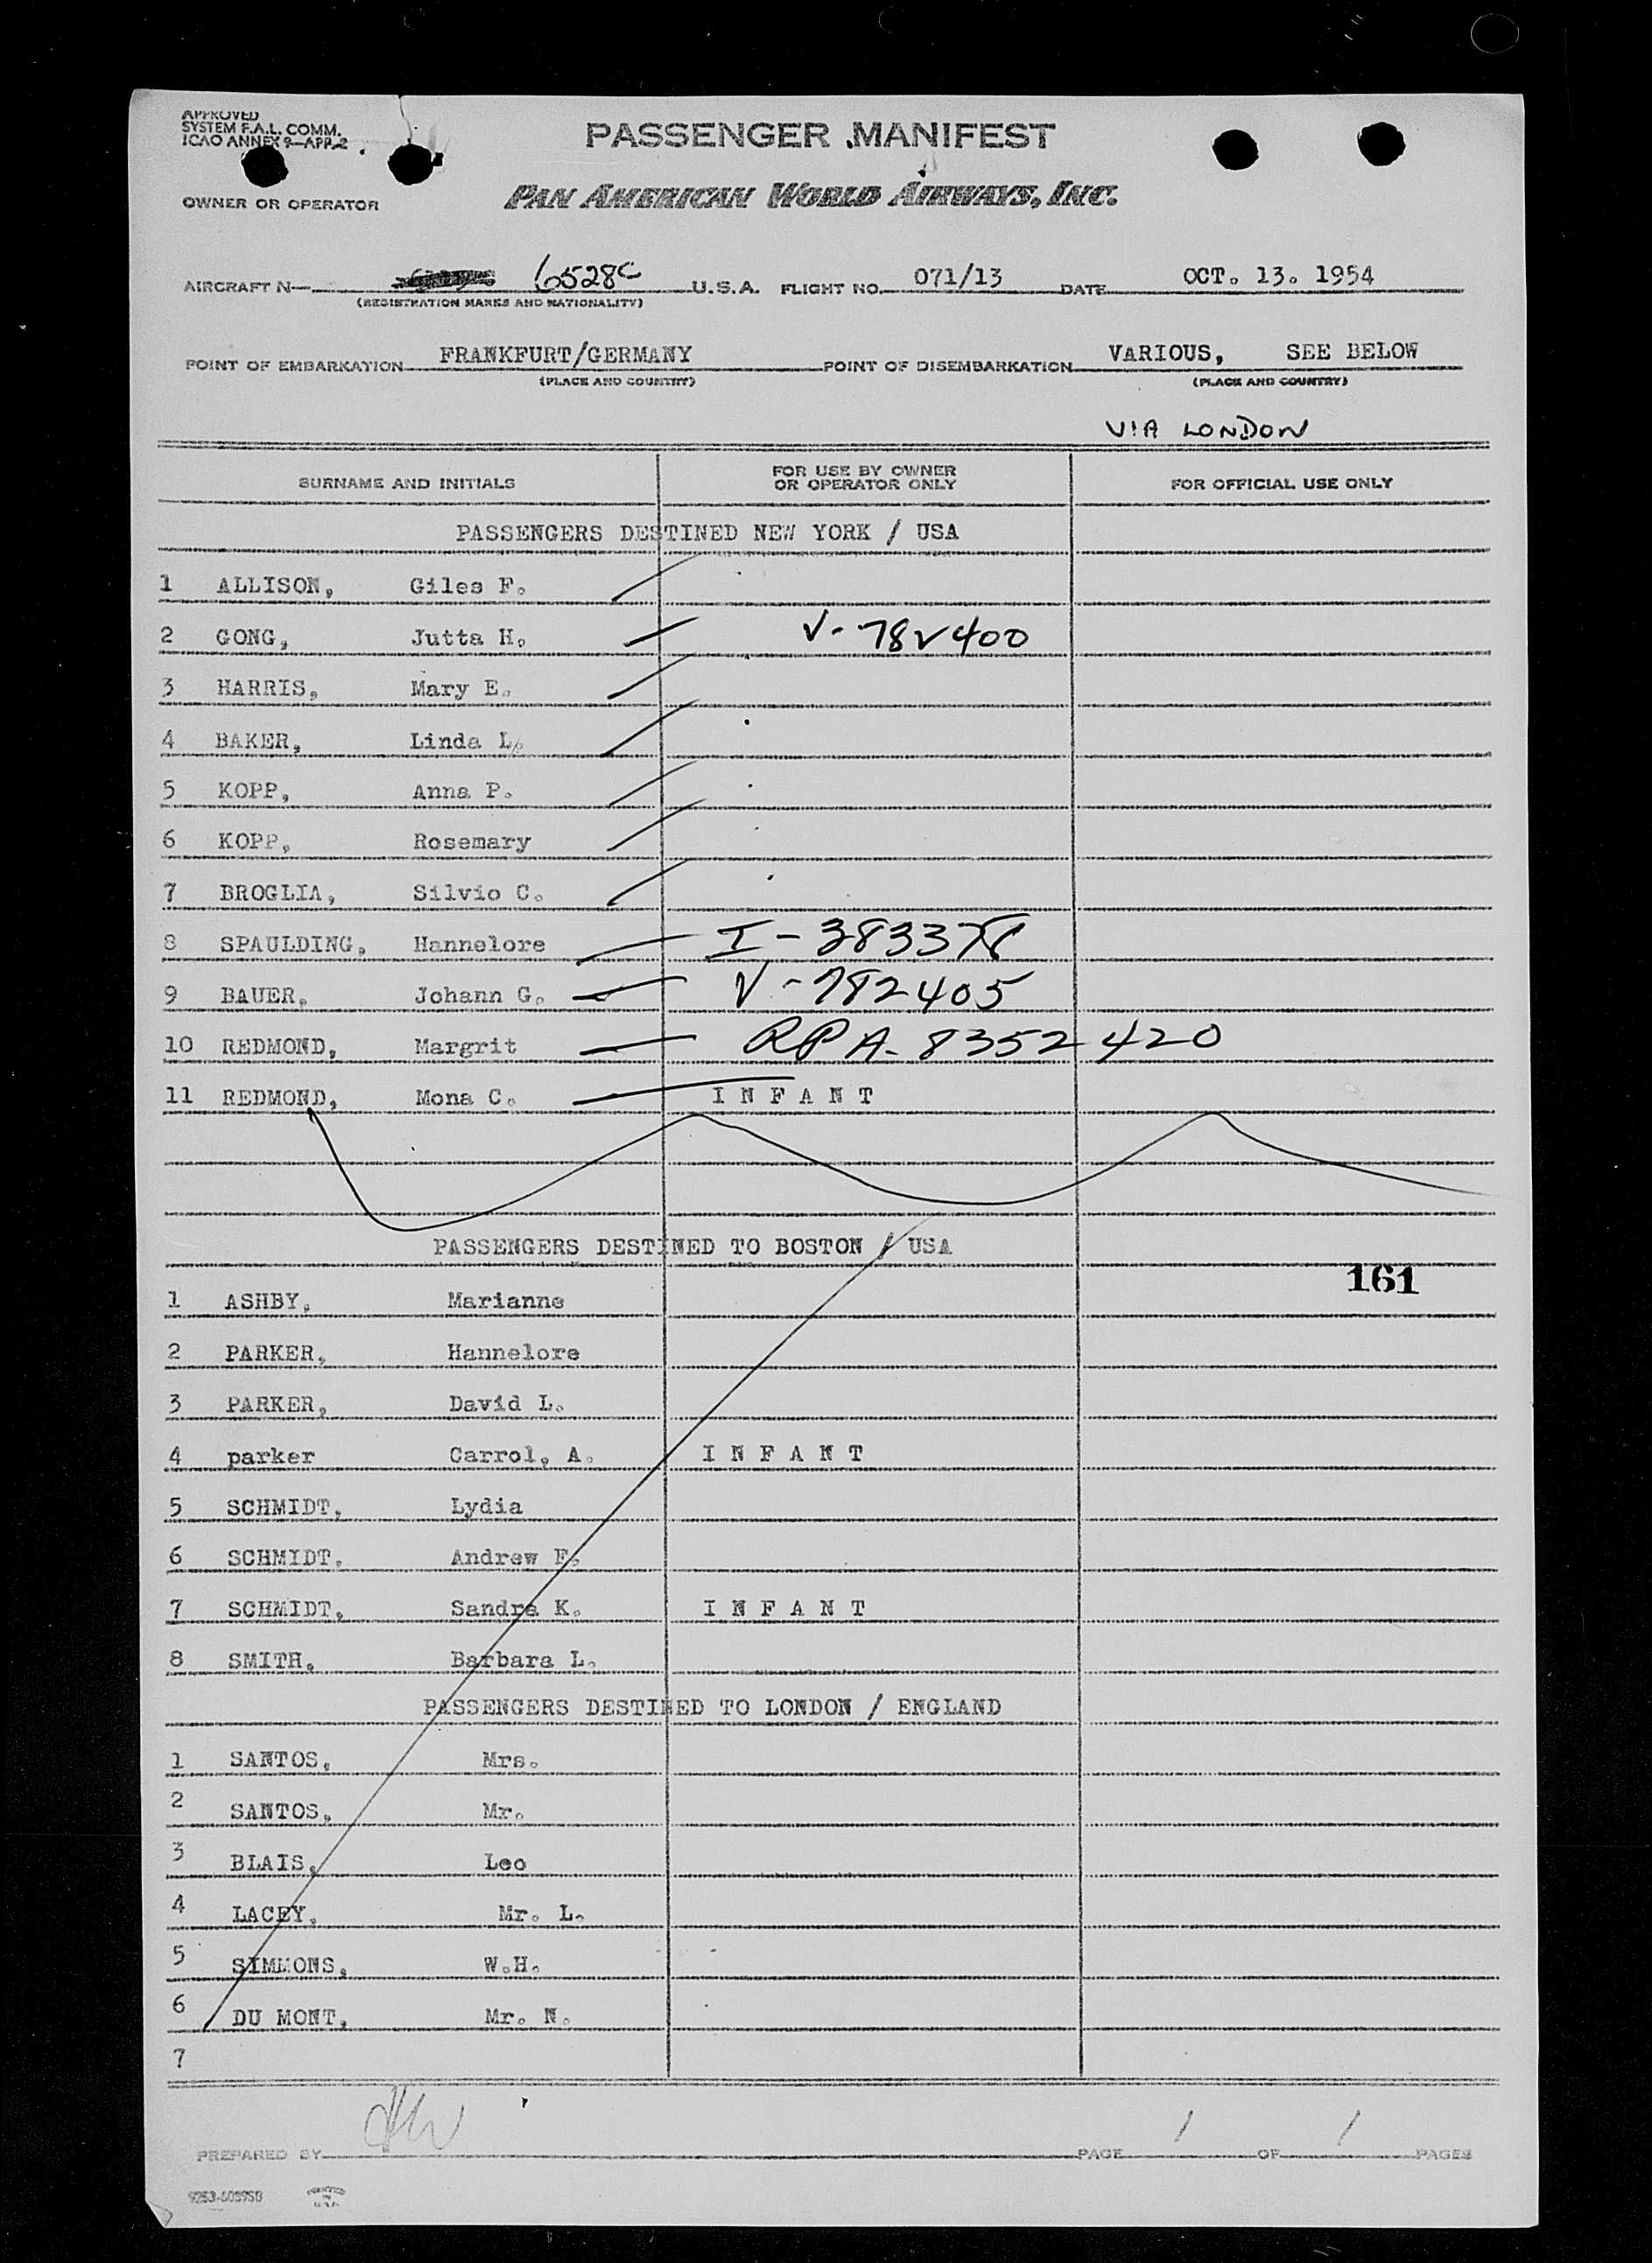 APPROVED
SYSTEM F.A.L. COMM.
ICAO ANNEX 9—APP. 2
PASSENGER MANIFEST
OWNER OR OPERATOR PAN AMERICAN WORLD AIRWAYS, INC.
AIRCRAFT N— 6528C U.S.A. FLIGHT NO. 071/13 DATE OCT. 13. 1954
(REGISTRATION MARKS AND NATIONALITY)
POINT OF EMBARKATION FRANKFURT/GERMANY POINT OF DISEMBARKATION VARIOUS, SEE BELOW
(PLACE AND COUNTRY) (PLACE AND COUNTRY)
VIA LONDON
SURNAME AND INITIALS FOR USE BY OWNER OR OPERATOR ONLY FOR OFFICIAL USE ONLY
PASSENGERS DESTINED NEW YORK / USA
1 ALLISON, Giles F.
2 GONG, Jutta H. V-78V400
3 HARRIS, Mary E.
4 BAKER, Linda L.
5 KOPP, Anna P.
6 KOPP, Rosemary
7 BROGLIA, Silvio C.
8 SPAULDING, Hannelore I-383378
9 BAUER, Johann G. V-782405
10 REDMOND, Margrit RPA-8352420
11 REDMOND, Mona C. I N F A N T
PASSENGERS DESTINED TO BOSTON / USA
161
1 ASHBY, Marianne
2 PARKER, Hannelore
3 PARKER, David L.
4 parker Carrol, A. I N F A N T
5 SCHMIDT, Lydia
6 SCHMIDT, Andrew F.
7 SCHMIDT, Sandra K. I N F A N T
8 SMITH, Barbara L.
PASSENGERS DESTINED TO LONDON / ENGLAND
1 SANTOS, Mrs.
2 SANTOS, Mr.
3 BLAIS, Leo
4 LACEY, Mr. L.
5 SIMMONS, W.H.
6 DU MONT, Mr. N.
7
PREPARED BY PAGE 1 OF 1 PAGES
PRINTED IN U.S.A.